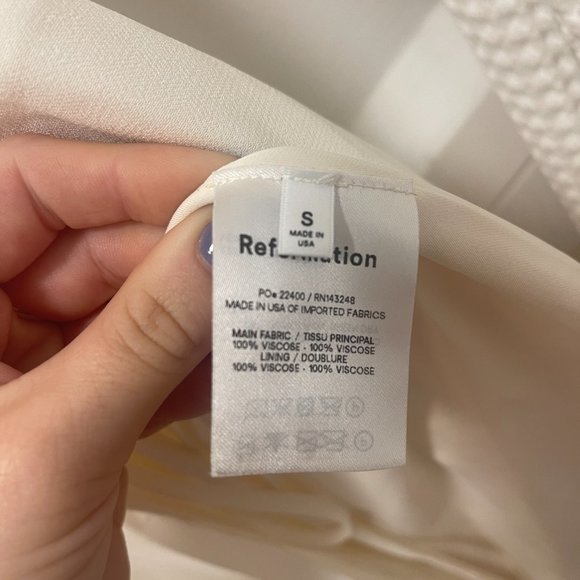 S
MADE IN
USA
Reformation
PO# 22400 / RN143248
MADE IN USA OF IMPORTED FABRICS
MAIN FABRIC / TISSU PRINCIPAL
100% VISCOSE - 100% VISCOSE
LINING / DOUBLURE
100% VISCOSE - 100% VISCOSE